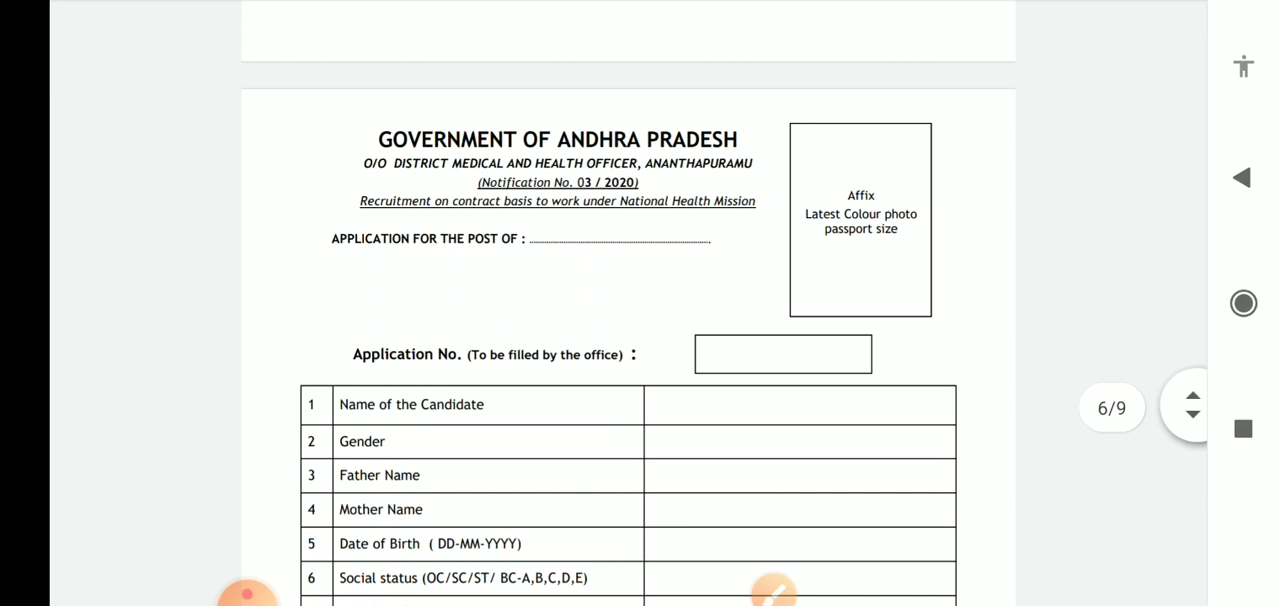 GOVERNMENT OF ANDHRA PRADESH
O/O DISTRICT MEDICAL AND HEALTH OFFICER, ANANTHAPURAMU
(Notification No. 03 / 2020)
Recruitment on contract basis to work under National Health Mission
APPLICATION FOR THE POST OF : ........................................................
Affix
Latest Colour photo
passport size
Application No. (To be filled by the office) :
1 Name of the Candidate
2 Gender
3 Father Name
4 Mother Name
5 Date of Birth ( DD-MM-YYYY)
6 Social status (OC/SC/ST/ BC-A,B,C,D,E)
6/9